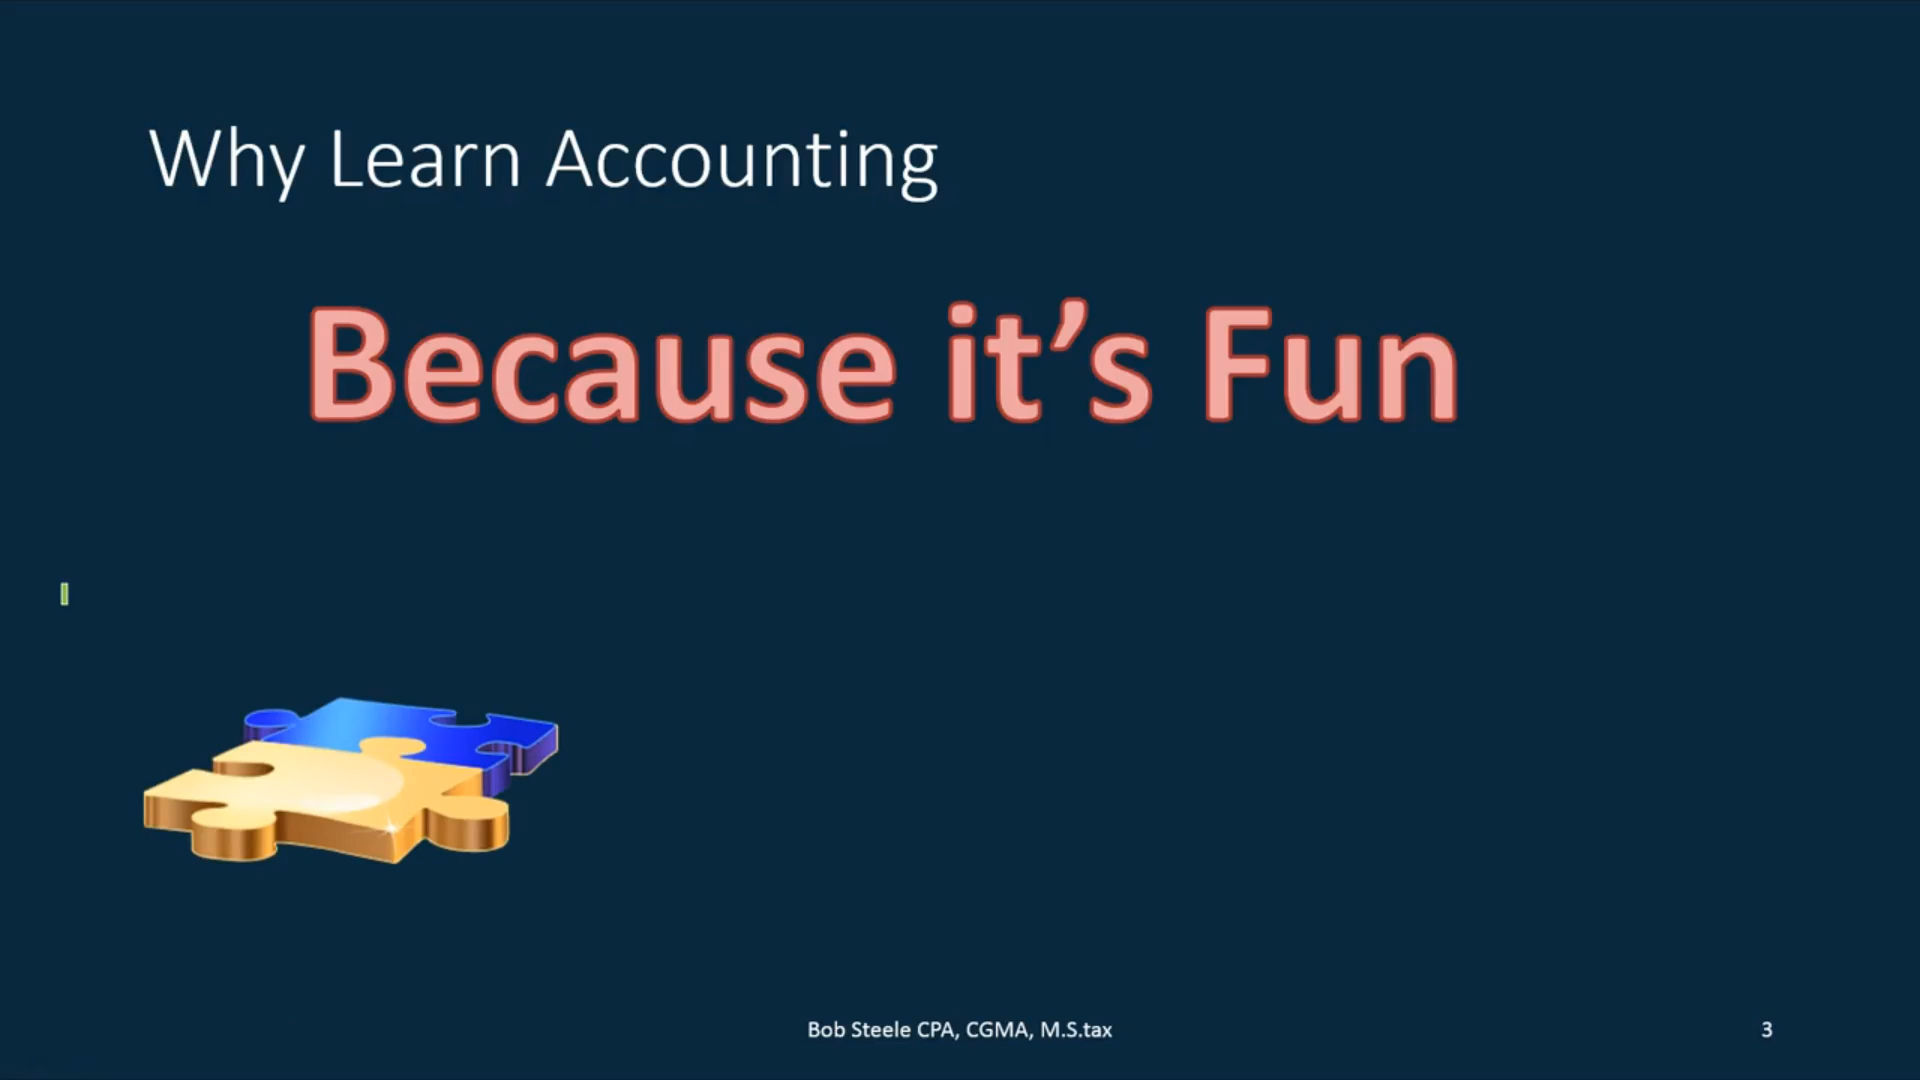 Why Learn Accounting
Because it’s Fun
Bob Steele CPA, CGMA, M.S.tax
3